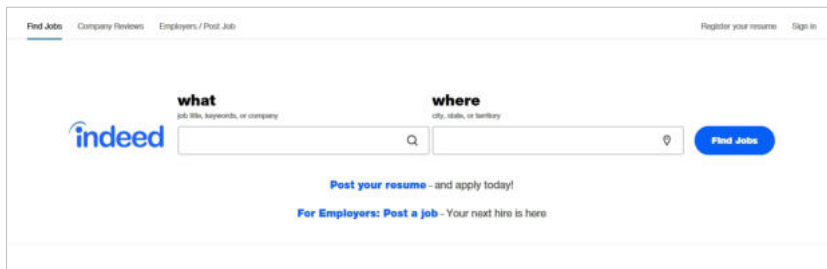 Find Jobs Company Reviews Employers / Post Job Register your resume Sign in
what where
job title, keywords, or company city, state, or territory
indeed Find Jobs
Post your resume - and apply today!
For Employers: Post a job - Your next hire is here